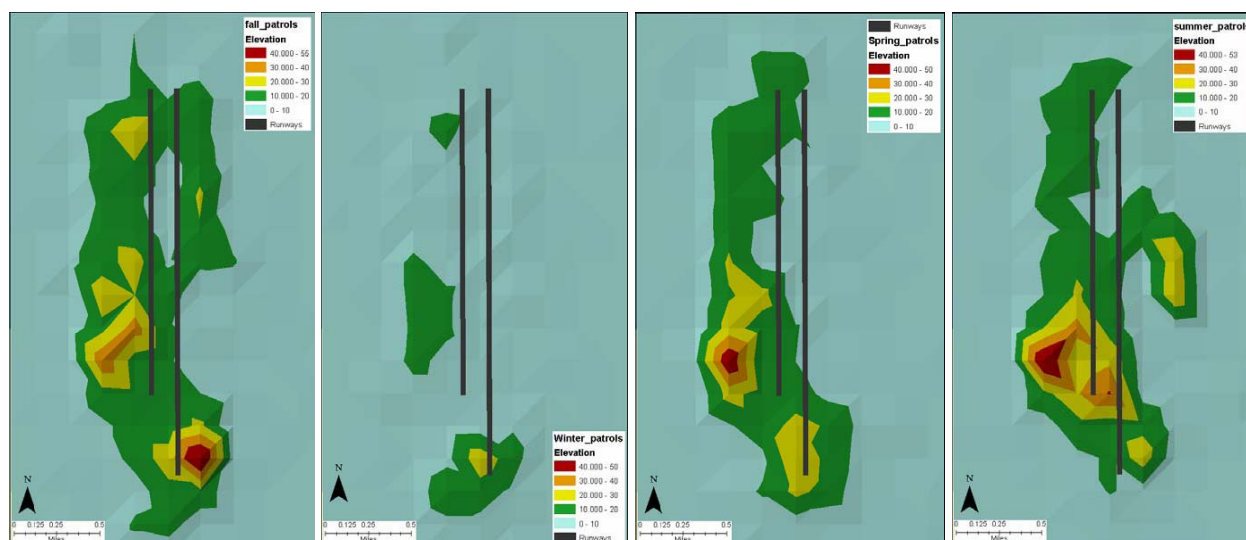 fall_patrols
Elevation
40.000 - 55
30.000 - 40
20.000 - 30
10.000 - 20
0 - 10
Runways
N
0 0.125 0.25 0.5
Miles
Winter_patrols
Elevation
40.000 - 50
30.000 - 40
20.000 - 30
10.000 - 20
0 - 10
Runways
N
0 0.125 0.25 0.5
Miles
Runways
Spring_patrols
Elevation
40.000 - 50
30.000 - 40
20.000 - 30
10.000 - 20
0 - 10
N
0 0.125 0.25 0.5
Miles
summer_patrols
Elevation
40.000 - 53
30.000 - 40
20.000 - 30
10.000 - 20
0 - 10
Runways
N
0 0.125 0.25 0.5
Miles